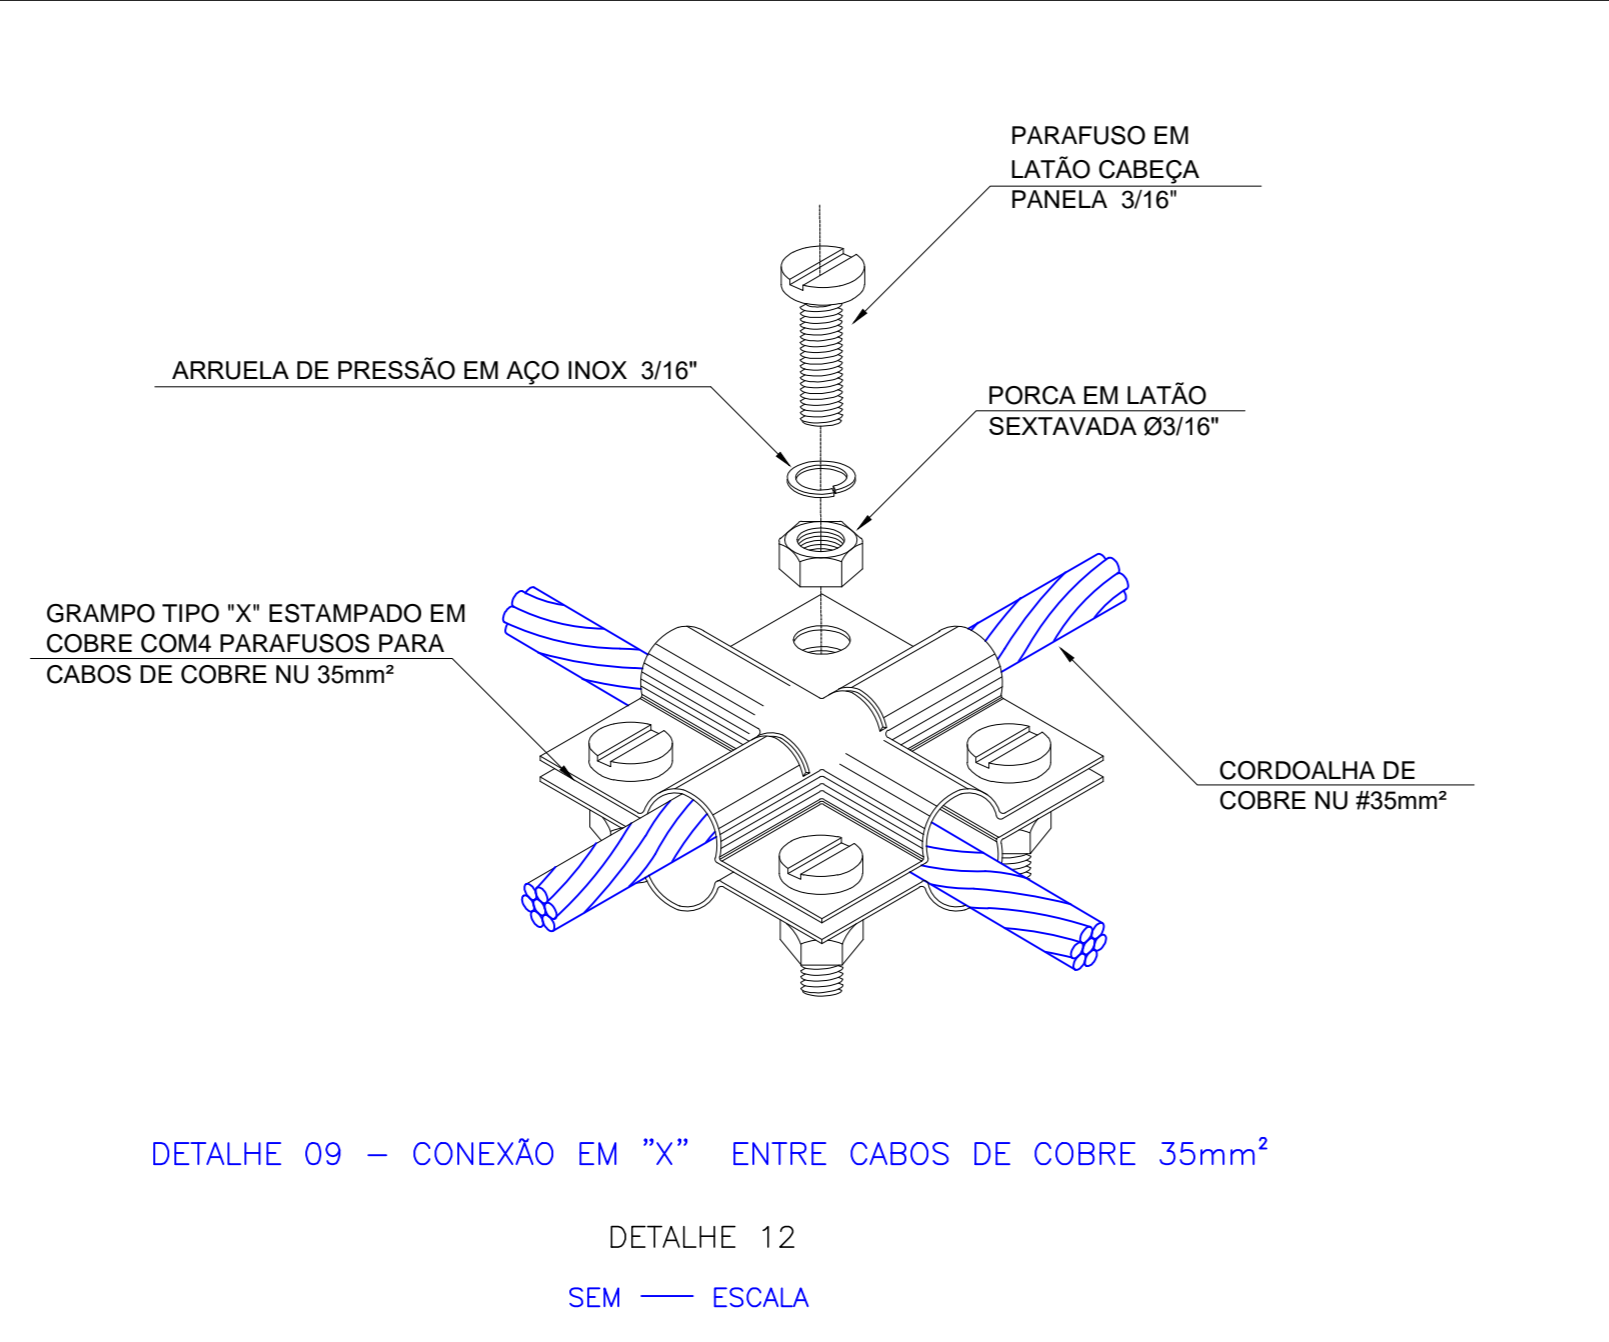 PARAFUSO EM
LATÃO CABEÇA
PANELA 3/16"
ARRUELA DE PRESSÃO EM AÇO INOX 3/16"
PORCA EM LATÃO
SEXTAVADA Ø3/16"
GRAMPO TIPO "X" ESTAMPADO EM
COBRE COM4 PARAFUSOS PARA
CABOS DE COBRE NU 35mm²
CORDOALHA DE
COBRE NU #35mm²
DETALHE 09 – CONEXÃO EM "X" ENTRE CABOS DE COBRE 35mm²
DETALHE 12
SEM — ESCALA